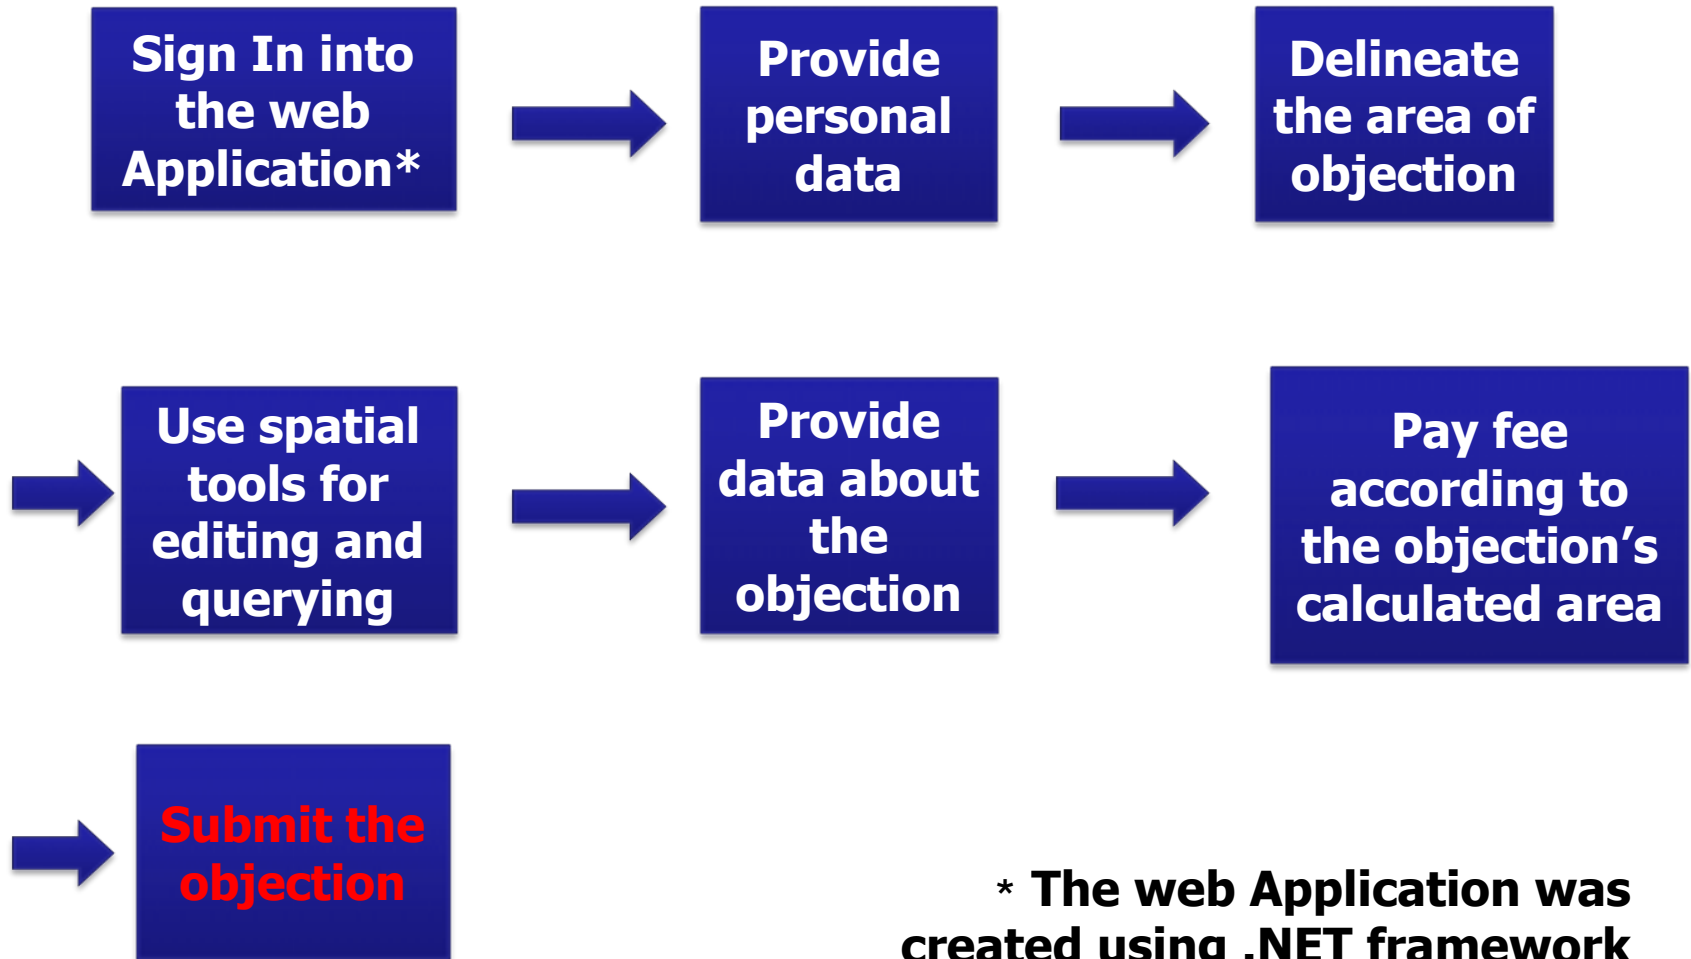 Sign In into
the web
Application*
Provide
personal
data
Delineate
the area of
objection
Use spatial
tools for
editing and
querying
Provide
data about
the
objection
Pay fee
according to
the objection’s
calculated area
Submit the
objection
* The web Application was
created using .NET framework